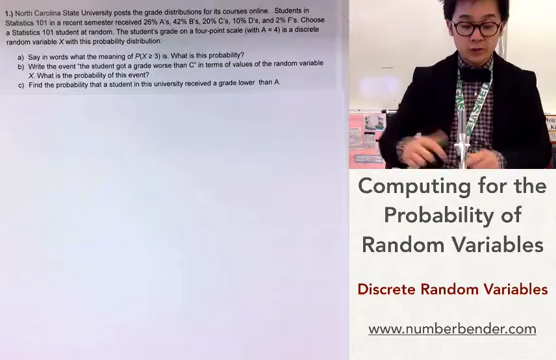 1.) North Carolina State University posts the grade distributions for its courses online. Students in
Statistics 101 in a recent semester received 26% A's, 42% B's, 20% C's, 10% D's, and 2% F's. Choose
a Statistics 101 student at random. The student's grade on a four-point scale (with A = 4) is a discrete
random variable X with this probability distribution:
a) Say in words what the meaning of P(X ≥ 3) is. What is this probability?
b) Write the event "the student got a grade worse than C" in terms of values of the random variable
X. What is the probability of this event?
c) Find the probability that a student in this university received a grade lower than A.
Computing for the
Probability of
Random Variables
Discrete Random Variables
www.numberbender.com